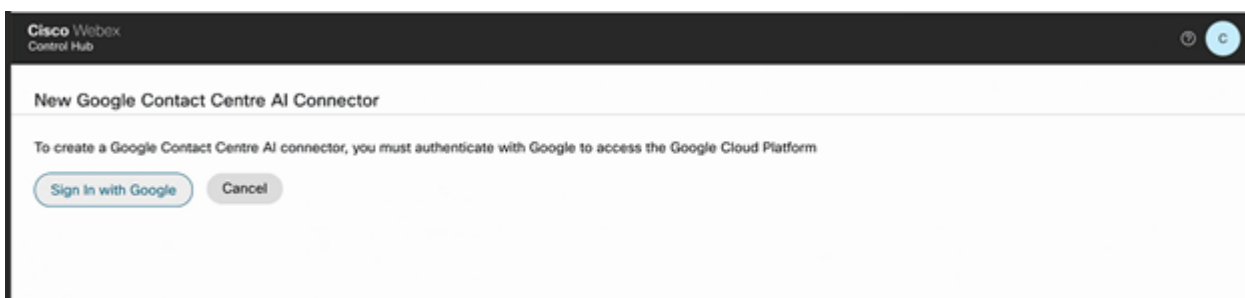 Cisco Webex
Control Hub
C
New Google Contact Centre AI Connector
To create a Google Contact Centre AI connector, you must authenticate with Google to access the Google Cloud Platform
Sign In with Google
Cancel